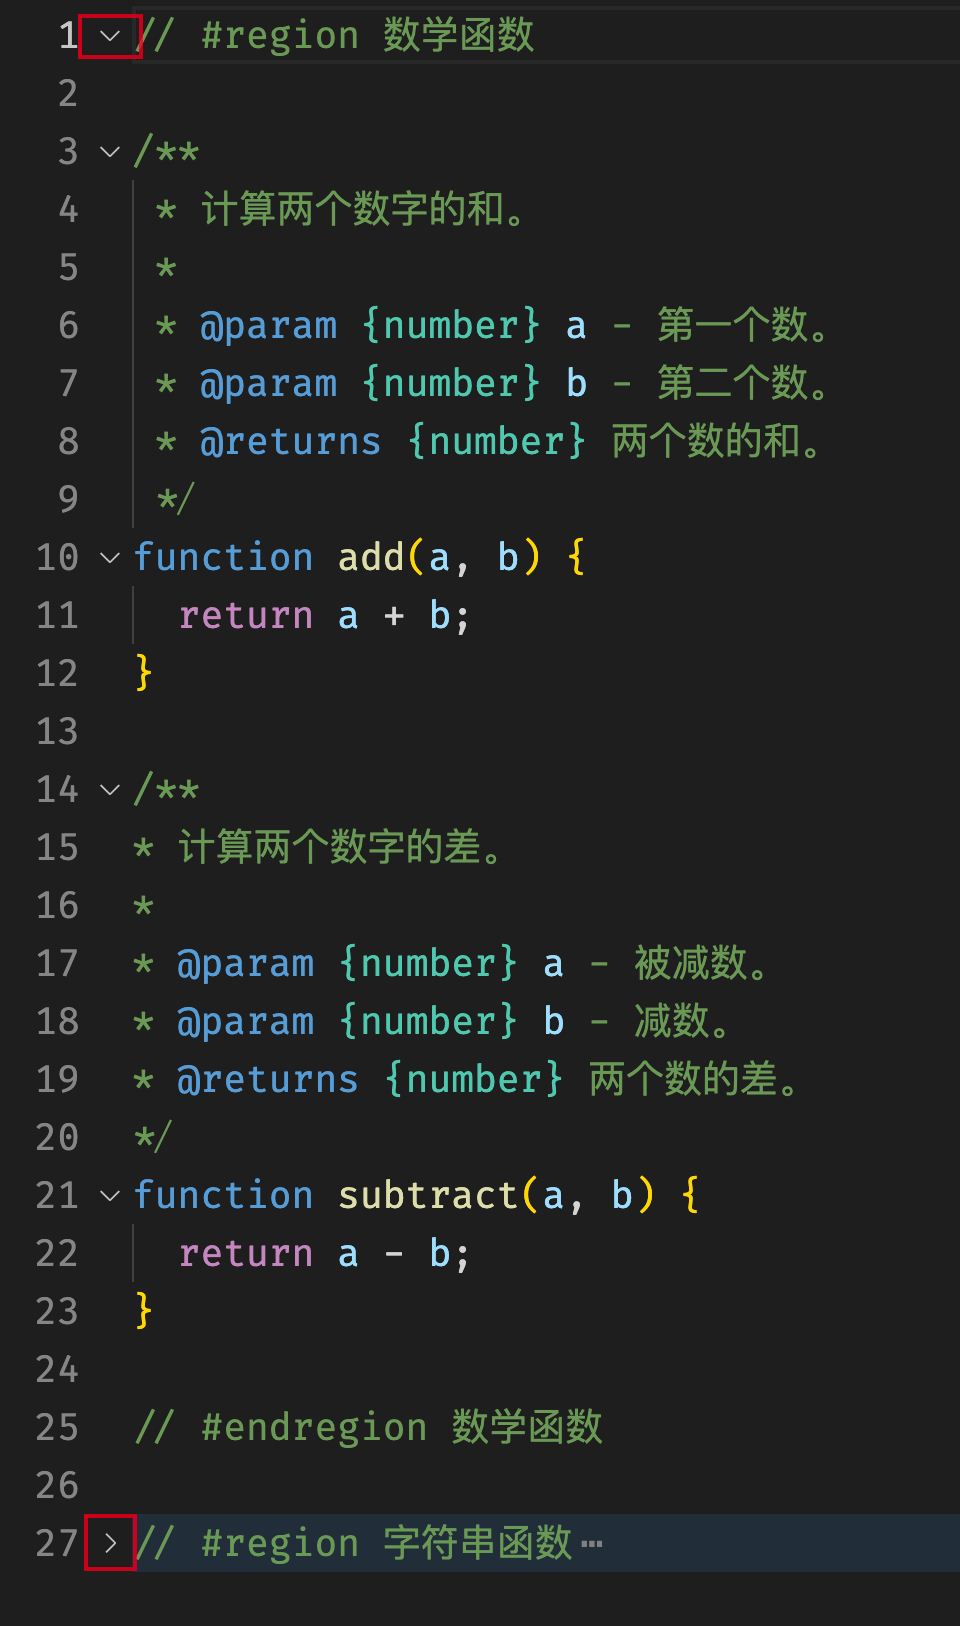 1 // #region 数学函数
2
3 /**
4 * 计算两个数字的和。
5 *
6 * @param {number} a - 第一个数。
7 * @param {number} b - 第二个数。
8 * @returns {number} 两个数的和。
9 */
10 function add(a, b) {
11 return a + b;
12 }
13
14 /**
15 * 计算两个数字的差。
16 *
17 * @param {number} a - 被减数。
18 * @param {number} b - 减数。
19 * @returns {number} 两个数的差。
20 */
21 function subtract(a, b) {
22 return a - b;
23 }
24
25 // #endregion 数学函数
26
27 // #region 字符串函数⋯